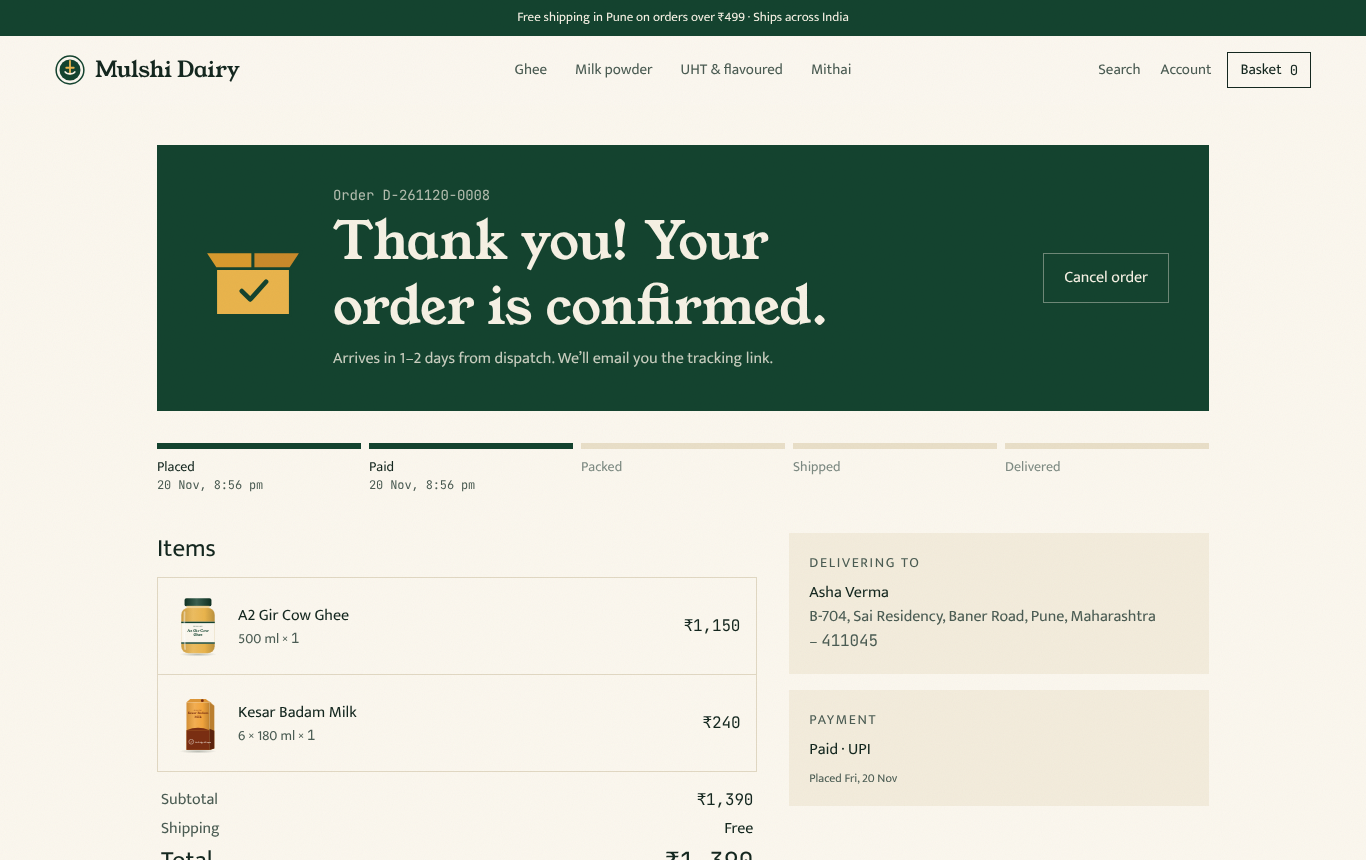 Free shipping in Pune on orders over ₹499 · Ships across India
Mulshi Dairy
Ghee
Milk powder
UHT & flavoured
Mithai
Search
Account
Basket 0
Order D-261120-0008
Thank you! Your
order is confirmed.
Arrives in 1–2 days from dispatch. We’ll email you the tracking link.
Cancel order
Placed
20 Nov, 8:56 pm
Paid
20 Nov, 8:56 pm
Packed
Shipped
Delivered
Items
A2 Gir Cow Ghee
500 ml × 1
₹1,150
Kesar Badam Milk
6 × 180 ml × 1
₹240
Subtotal
₹1,390
Shipping
Free
Total
₹1,390
DELIVERING TO
Asha Verma
B-704, Sai Residency, Baner Road, Pune, Maharashtra
– 411045
PAYMENT
Paid · UPI
Placed Fri, 20 Nov